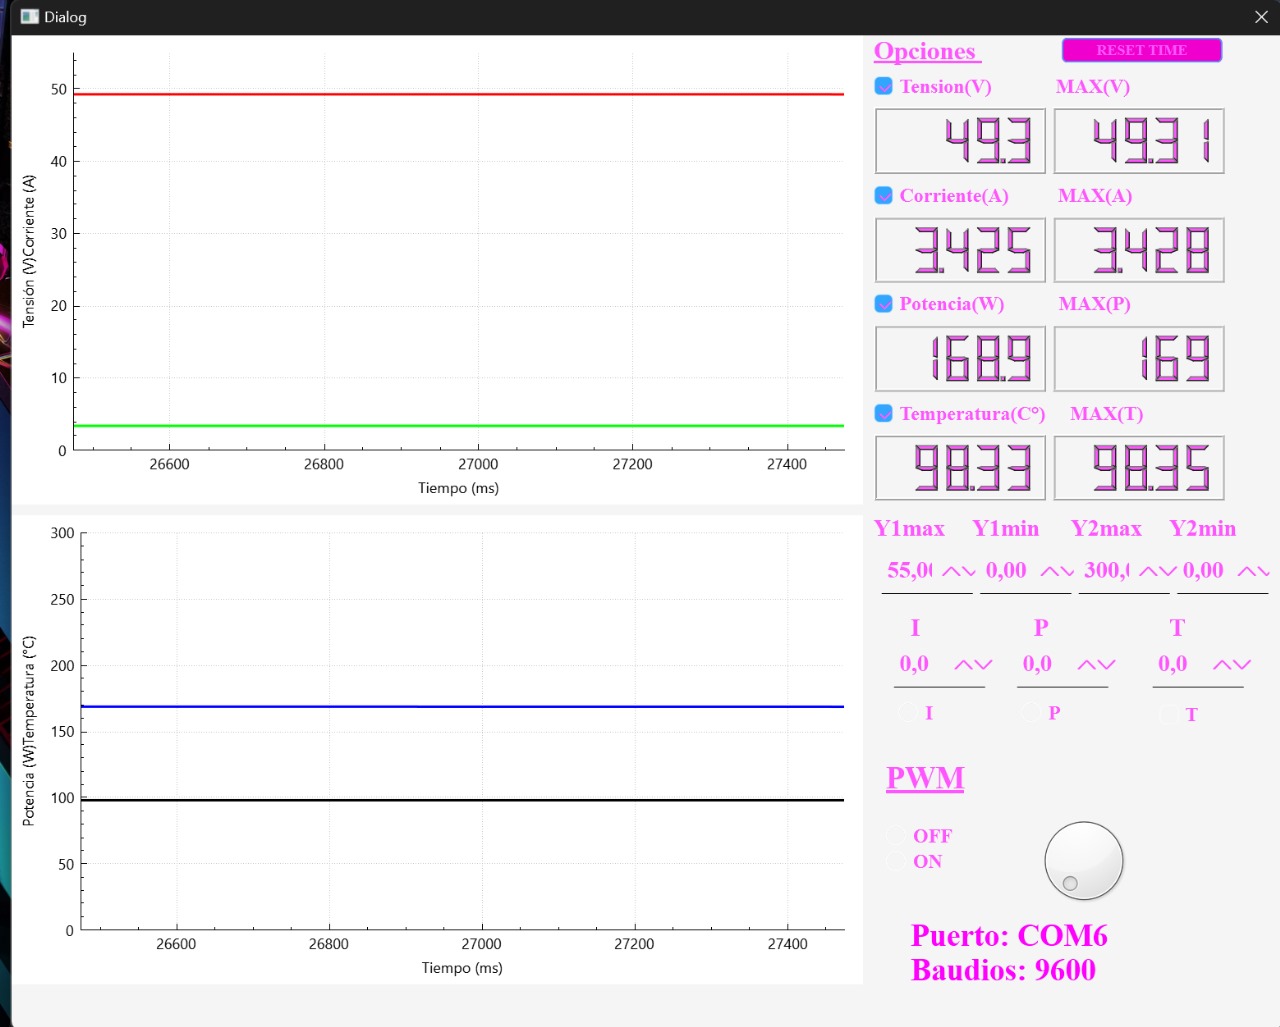 Dialog
Opciones
RESET TIME
Tension(V) MAX(V)
49.3 49.31
Corriente(A) MAX(A)
3.425 3.428
Potencia(W) MAX(P)
168.9 169
Temperatura(C°) MAX(T)
98.33 98.35
Y1max Y1min Y2max Y2min
55,0 0,00 300, 0,00
I P T
0,0 0,0 0,0
I P T
PWM
OFF
ON
Puerto: COM6
Baudios: 9600
Tensión (V)Corriente (A)
50
40
30
20
10
0
26600 26800 27000 27200 27400
Tiempo (ms)
Potencia (W)Temperatura (°C)
300
250
200
150
100
50
0
26600 26800 27000 27200 27400
Tiempo (ms)